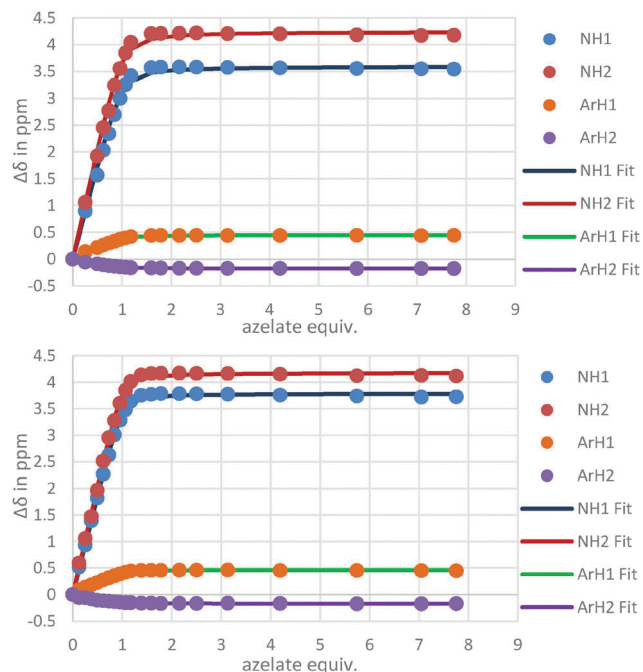 4.5
4
3.5
3
2.5
2
1.5
1
0.5
0
-0.5
Δδ in ppm
0 1 2 3 4 5 6 7 8 9
azelate equiv.
NH1
NH2
ArH1
ArH2
NH1 Fit
NH2 Fit
ArH1 Fit
ArH2 Fit
4.5
4
3.5
3
2.5
2
1.5
1
0.5
0
-0.5
Δδ in ppm
0 1 2 3 4 5 6 7 8 9
azelate equiv.
NH1
NH2
ArH1
ArH2
NH1 Fit
NH2 Fit
ArH1 Fit
ArH2 Fit